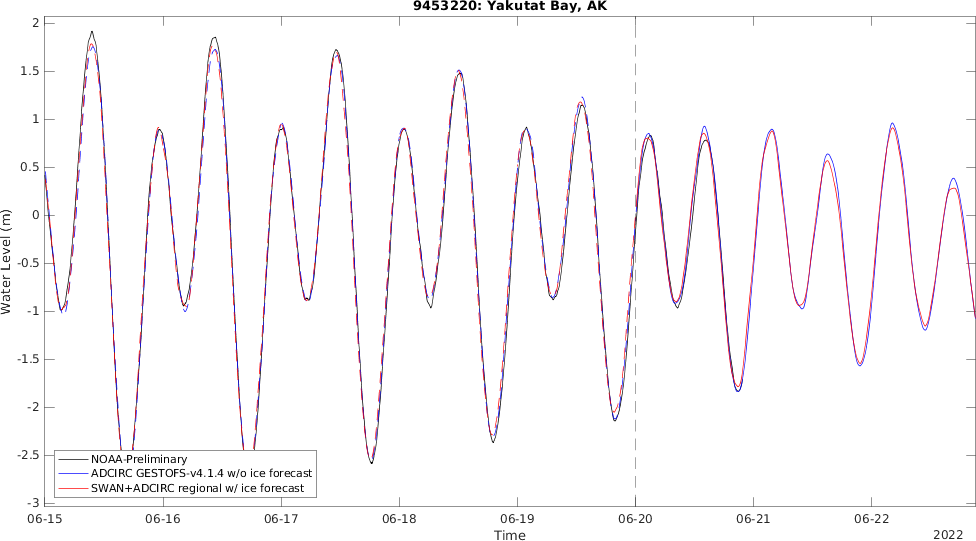 9453220: Yakutat Bay, AK
2
1.5
1
0.5
0
-0.5
-1
-1.5
-2
-2.5
-3
Water Level (m)
NOAA-Preliminary
ADCIRC GESTOFS-v4.1.4 w/o ice forecast
SWAN+ADCIRC regional w/ ice forecast
06-15 06-16 06-17 06-18 06-19 06-20 06-21 06-22
Time
2022